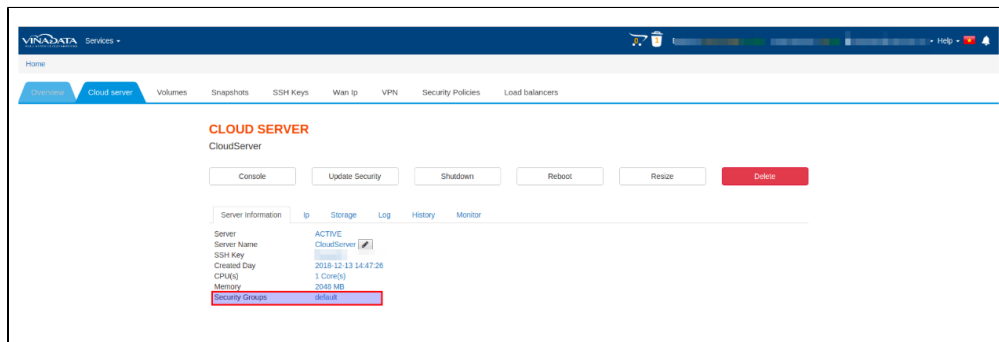 VINADATA Services
Help
Home
Overview Cloud server Volumes Snapshots SSH Keys Wan Ip VPN Security Policies Load balancers
CLOUD SERVER
CloudServer
Console Update Security Shutdown Reboot Resize Delete
Server Information Ip Storage Log History Monitor
Server ACTIVE
Server Name CloudServer
SSH Key
Created Day 2018-12-13 14:47:26
CPU(s) 1 Core(s)
Memory 2048 MB
Security Groups default